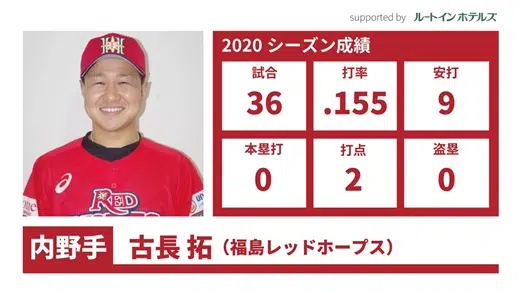 supported by ルートインホテルズ
2020 シーズン成績
試合 打率 安打
36 .155 9
本塁打 打点 盗塁
0 2 0
RED
内野手 古長 拓(福島レッドホープス)